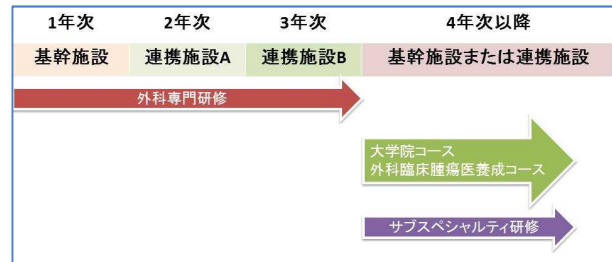 1年次 2年次 3年次 4年次以降
基幹施設 連携施設A 連携施設B 基幹施設または連携施設
外科専門研修
大学院コース
外科臨床腫瘍医養成コース
サブスペシャルティ研修